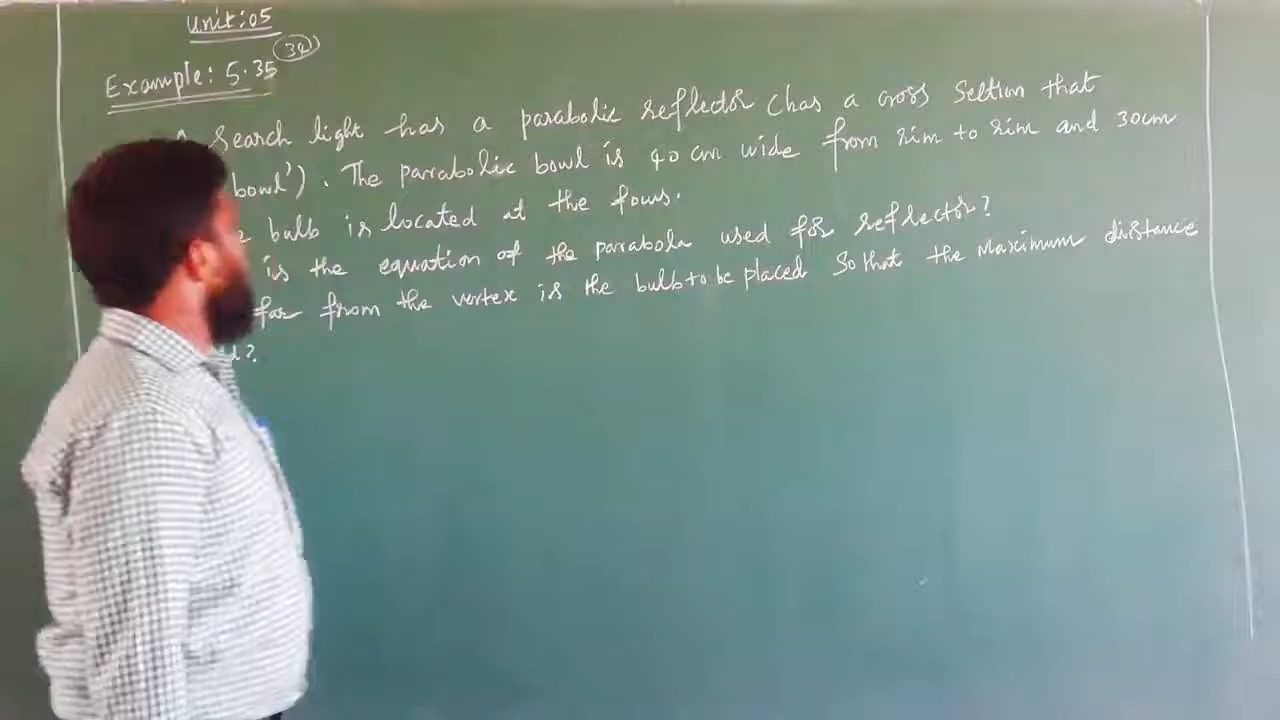 Unit:05
Example: 5.35 (34)
Search light has a parabolic reflector (has a cross section that
bowl'). The parabolic bowl is 40 cm wide from rim to rim and 30cm
bulb is located at the focus.
is the equation of the parabola used for reflector?
far from the vertex is the bulb to be placed so that the Maximum distance
?